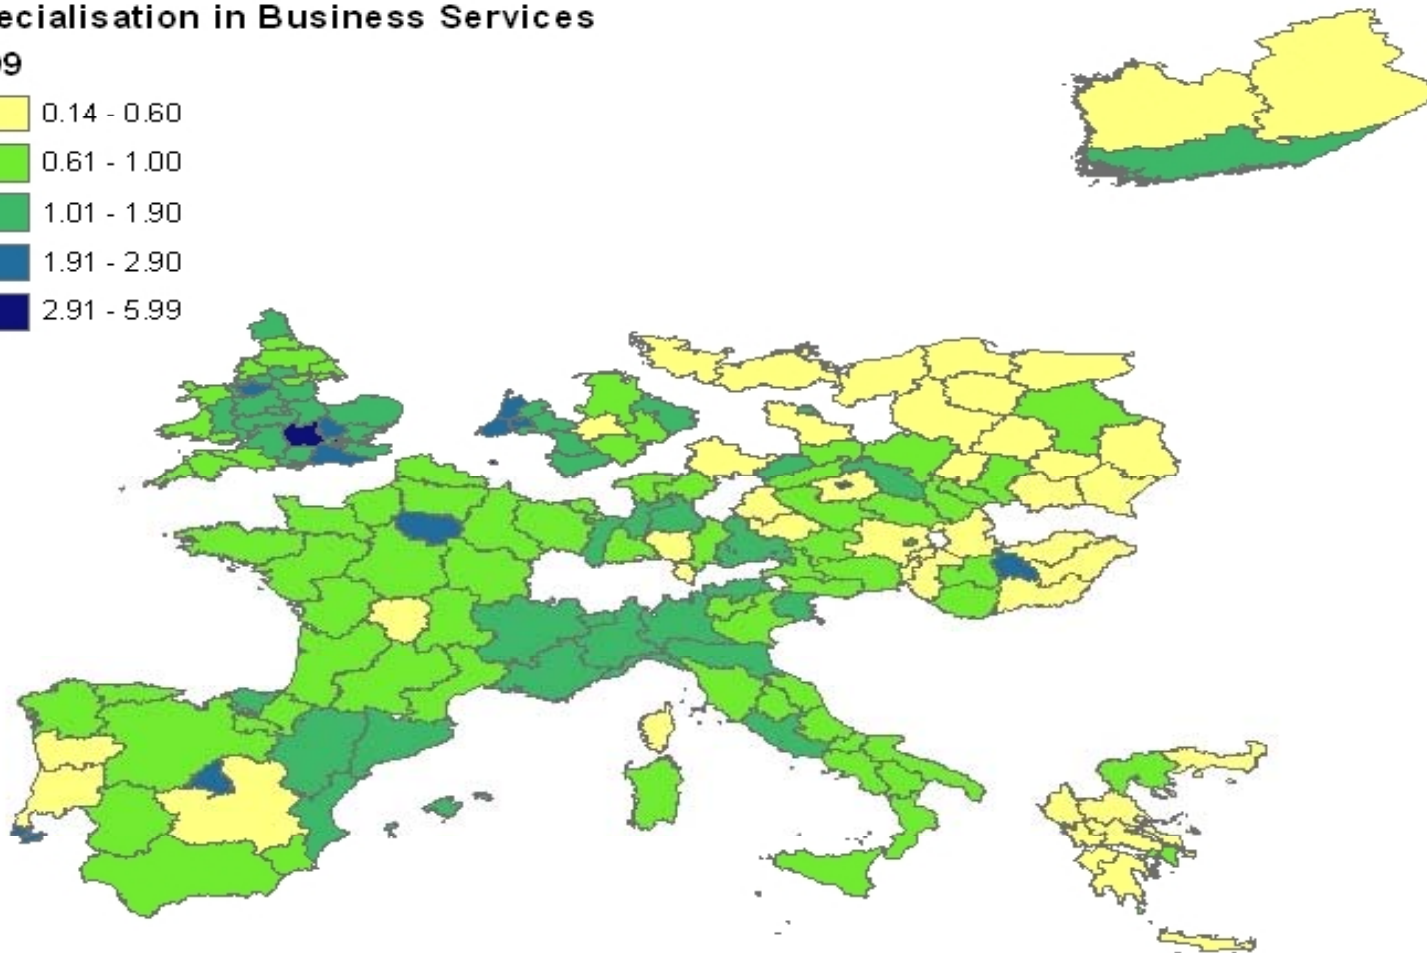 ecialisation in Business Services
99
0.14 - 0.60
0.61 - 1.00
1.01 - 1.90
1.91 - 2.90
2.91 - 5.99